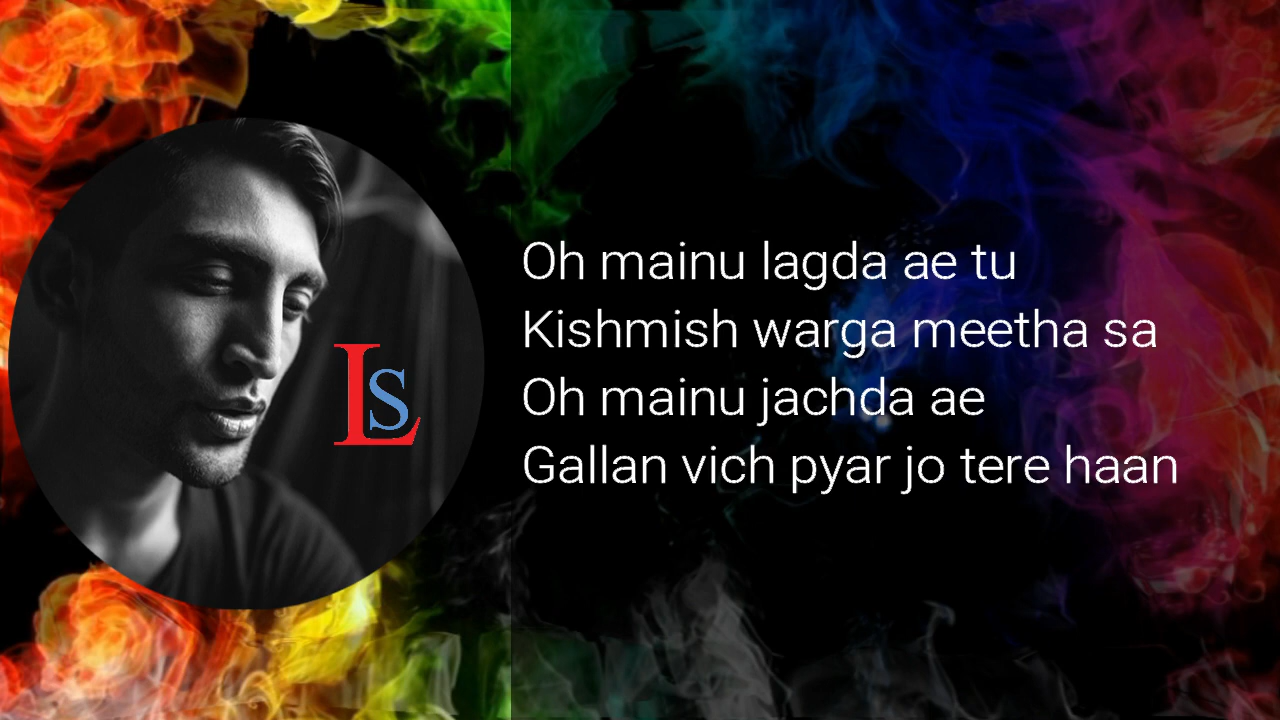 LS
Oh mainu lagda ae tu
Kishmish warga meetha sa
Oh mainu jachda ae
Gallan vich pyar jo tere haan